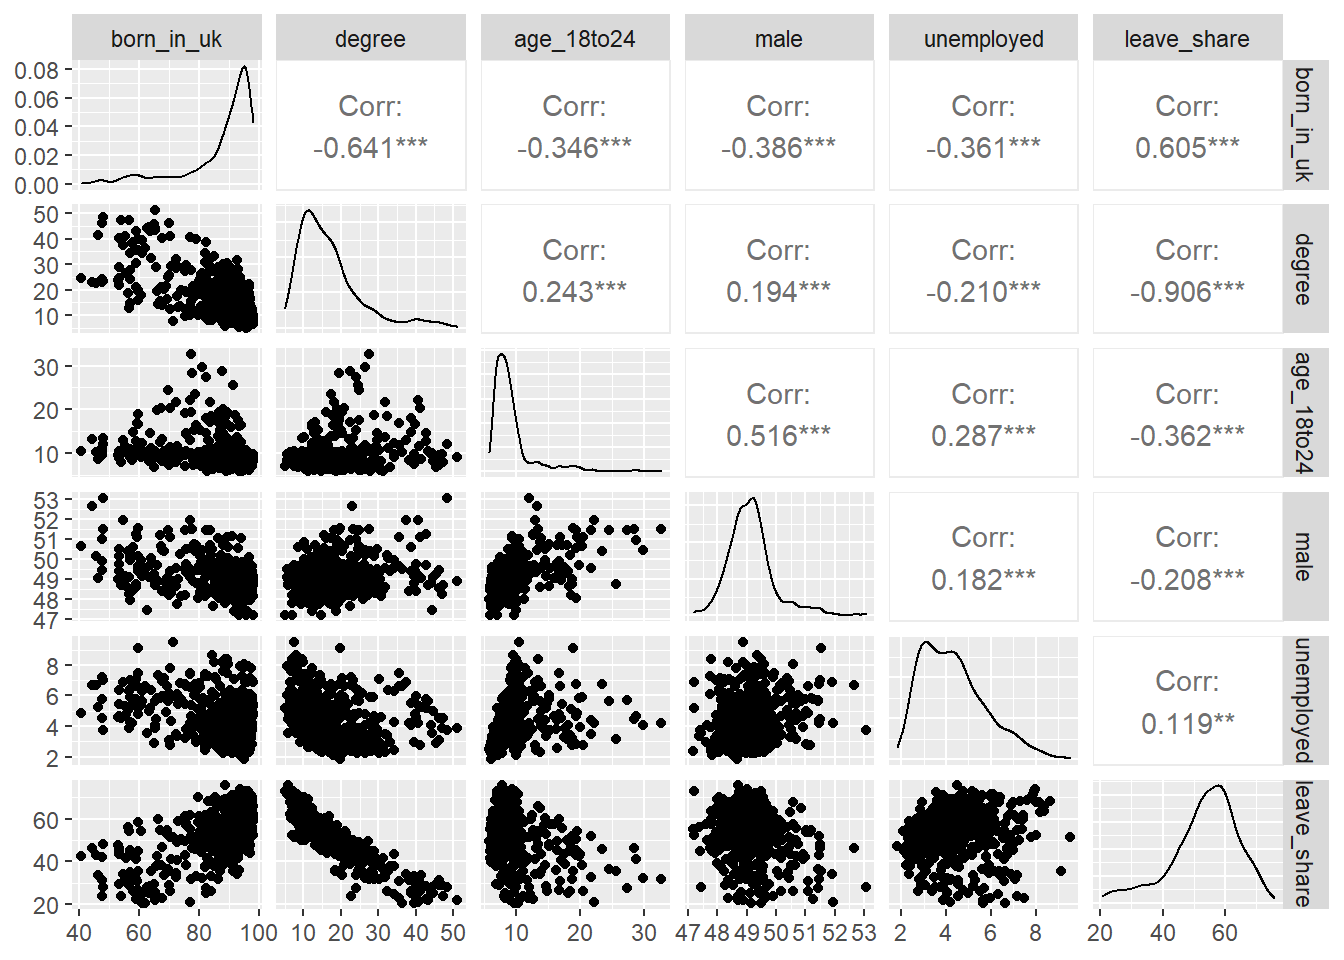 born_in_uk degree age_18to24 male unemployed leave_share
0.08
0.06
0.04
0.02
0.00
Corr: Corr: Corr: Corr: Corr:
-0.641*** -0.346*** -0.386*** -0.361*** 0.605***
born_in_uk
50
40
30
20
10
Corr: Corr: Corr: Corr:
0.243*** 0.194*** -0.210*** -0.906***
degree
30
20
10
Corr: Corr: Corr:
0.516*** 0.287*** -0.362***
age_18to24
53
52
51
50
49
48
47
Corr: Corr:
0.182*** -0.208***
male
8
6
4
2
Corr:
0.119**
unemployed
60
40
20
leave_share
40 60 80 100 10 20 30 40 50 10 20 30 47 48 49 50 51 52 53 2 4 6 8 20 40 60